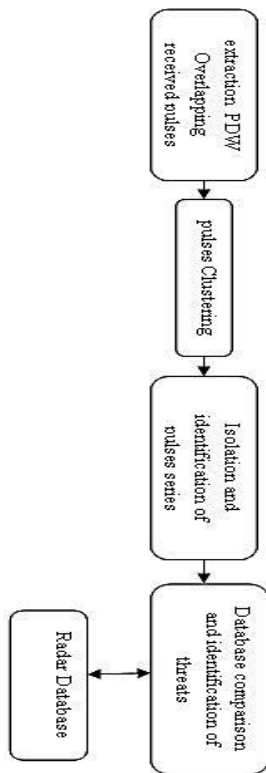 extraction PDW
Overlapping
received pulses
pulses Clustering
Isolation and
identification of
pulses series
Database comparison
and identification of
threats
Radar Database